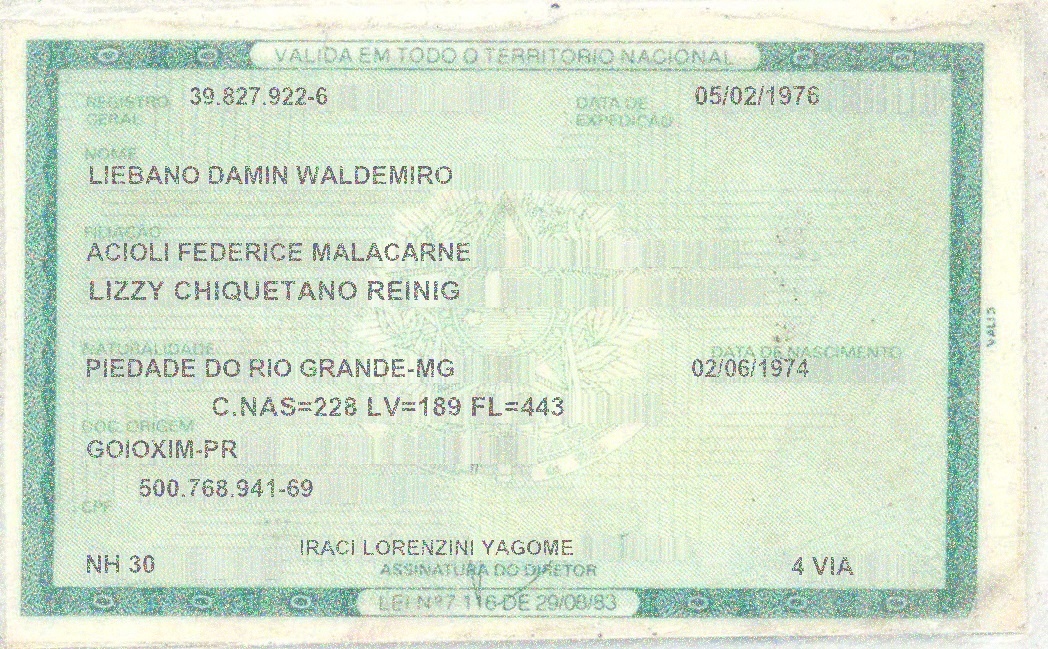 VALIDA EM TODO O TERRITORIO NACIONAL
REGISTRO GERAL 39.827.922-6 DATA DE EXPEDIÇÃO 05/02/1976
NOME
LIEBANO DAMIN WALDEMIRO
FILIAÇÃO
ACIOLI FEDERICE MALACARNE
LIZZY CHIQUETANO REINIG
NATURALIDADE DATA DE NASCIMENTO
PIEDADE DO RIO GRANDE-MG 02/06/1974
C.NAS=228 LV=189 FL=443
DOC. ORIGEM
GOIOXIM-PR
500.768.941-69
CPF
IRACI LORENZINI YAGOME
NH 30 4 VIA
ASSINATURA DO DIRETOR
LEI Nº 7.116 DE 29/08/83